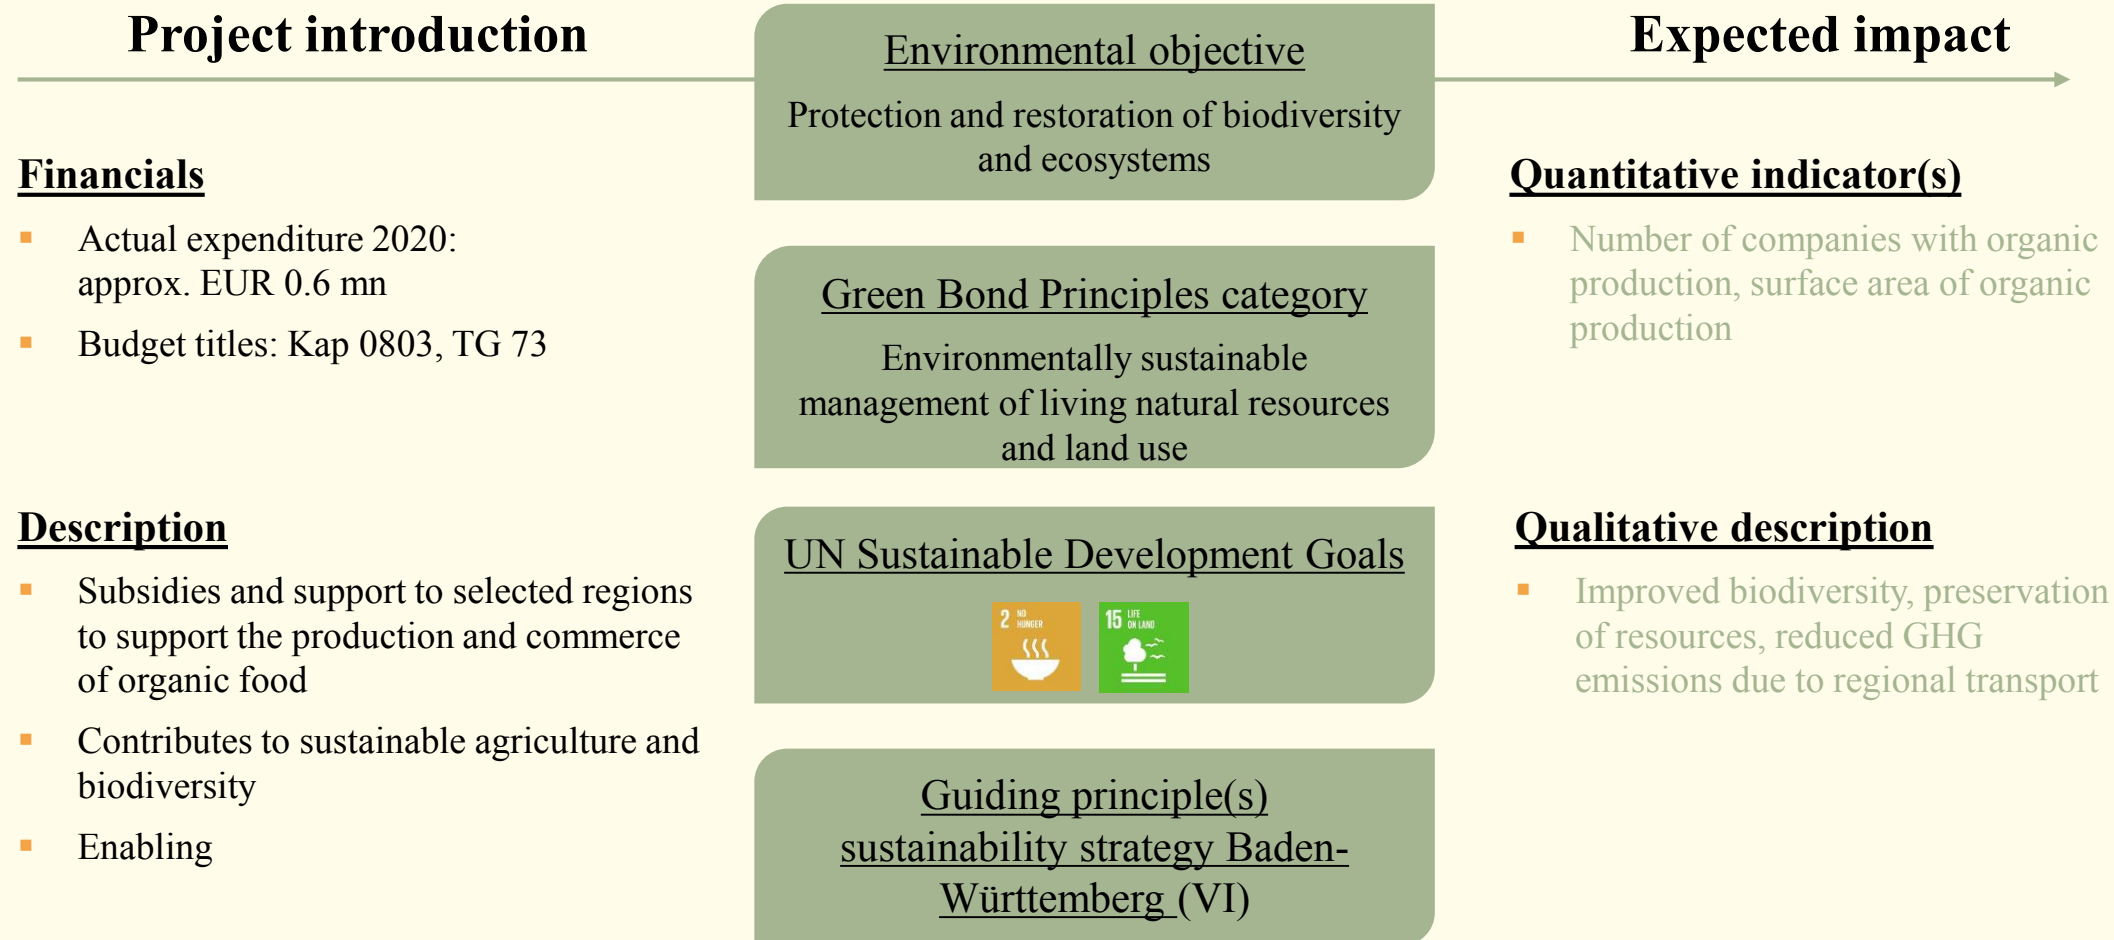 Project introduction
Financials
Actual expenditure 2020:
approx. EUR 0.6 mn
Budget titles: Kap 0803, TG 73
Description
Subsidies and support to selected regions
to support the production and commerce
of organic food
Contributes to sustainable agriculture and
biodiversity
Enabling
Environmental objective
Protection and restoration of biodiversity
and ecosystems
Green Bond Principles category
Environmentally sustainable
management of living natural resources
and land use
UN Sustainable Development Goals
2 NO
HUNGER
15 LIFE
ON LAND
Guiding principle(s)
sustainability strategy Baden-
Württemberg (VI)
Expected impact
Quantitative indicator(s)
Number of companies with organic
production, surface area of organic
production
Qualitative description
Improved biodiversity, preservation
of resources, reduced GHG
emissions due to regional transport